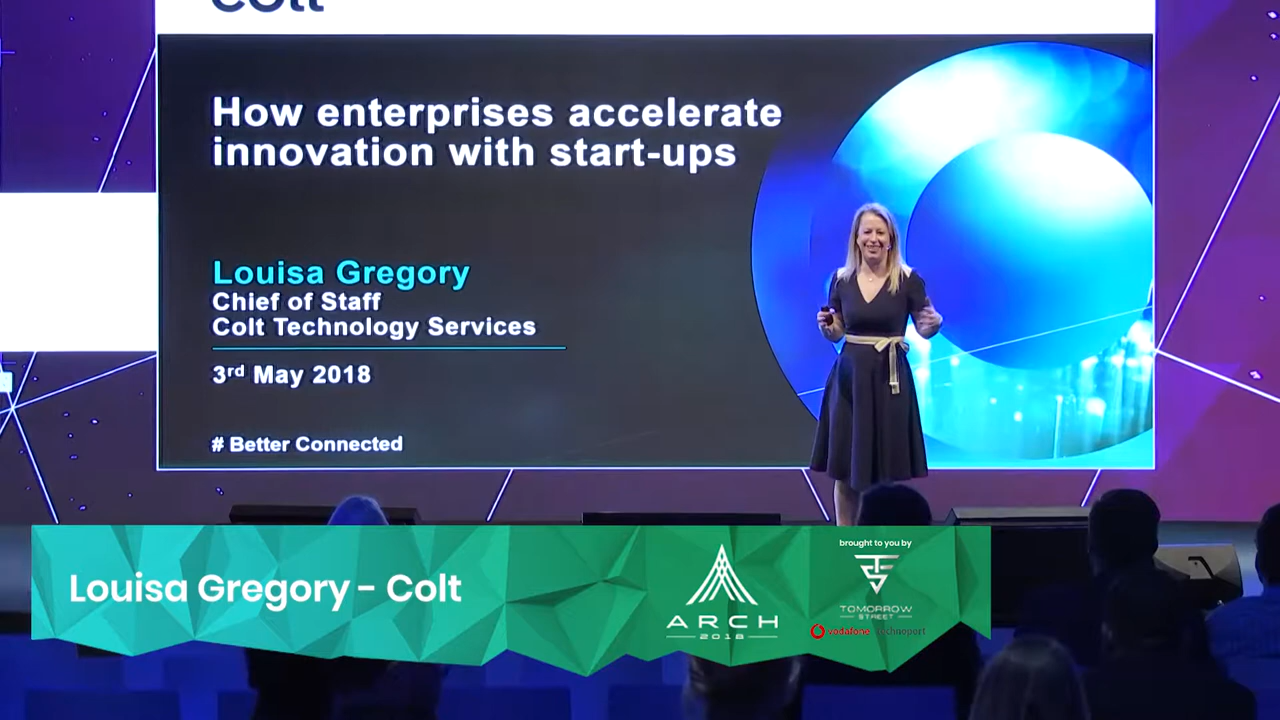 Colt
How enterprises accelerate
innovation with start-ups
Louisa Gregory
Chief of Staff
Colt Technology Services
3rd May 2018
# Better Connected
Louisa Gregory - Colt
ARCH
2018
brought to you by
TOMORROW
STREET
vodafone technoport